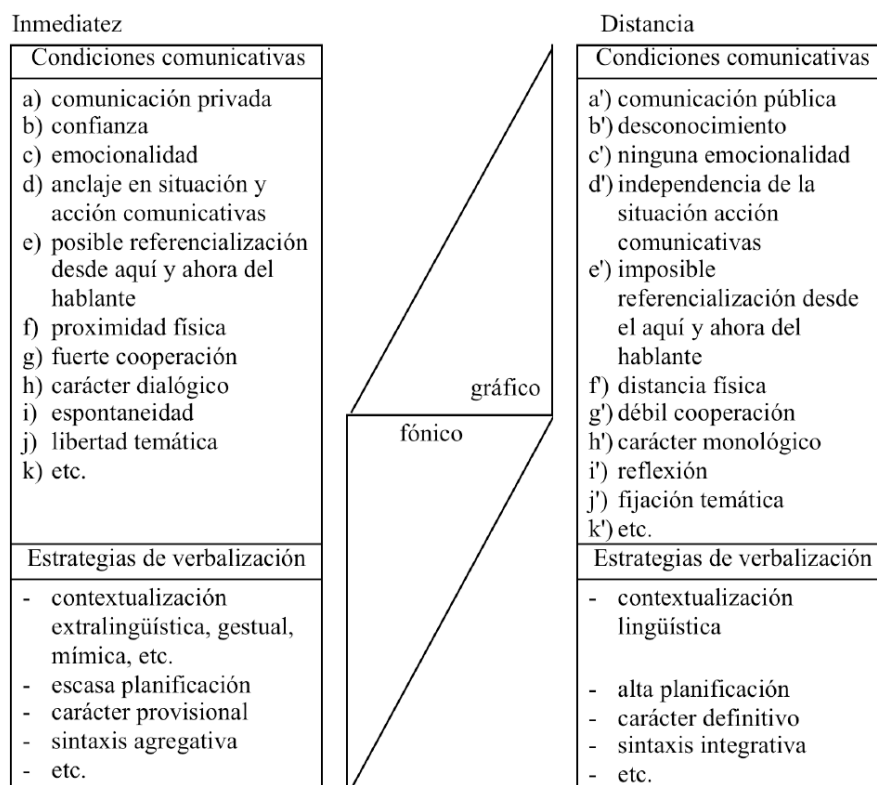 Inmediatez
Condiciones comunicativas
a) comunicación privada
b) confianza
c) emocionalidad
d) anclaje en situación y
acción comunicativas
e) posible referencialización
desde aquí y ahora del
hablante
f) proximidad física
g) fuerte cooperación
h) carácter dialógico
i) espontaneidad
j) libertad temática
k) etc.
Estrategias de verbalización
- contextualización
extralingüística, gestual,
mímica, etc.
- escasa planificación
- carácter provisional
- sintaxis agregativa
- etc.
gráfico
fónico
Distancia
Condiciones comunicativas
a') comunicación pública
b') desconocimiento
c') ninguna emocionalidad
d') independencia de la
situación acción
comunicativas
e') imposible
referencialización desde
el aquí y ahora del
hablante
f') distancia física
g') débil cooperación
h') carácter monológico
i') reflexión
j') fijación temática
k') etc.
Estrategias de verbalización
- contextualización
lingüística
- alta planificación
- carácter definitivo
- sintaxis integrativa
- etc.